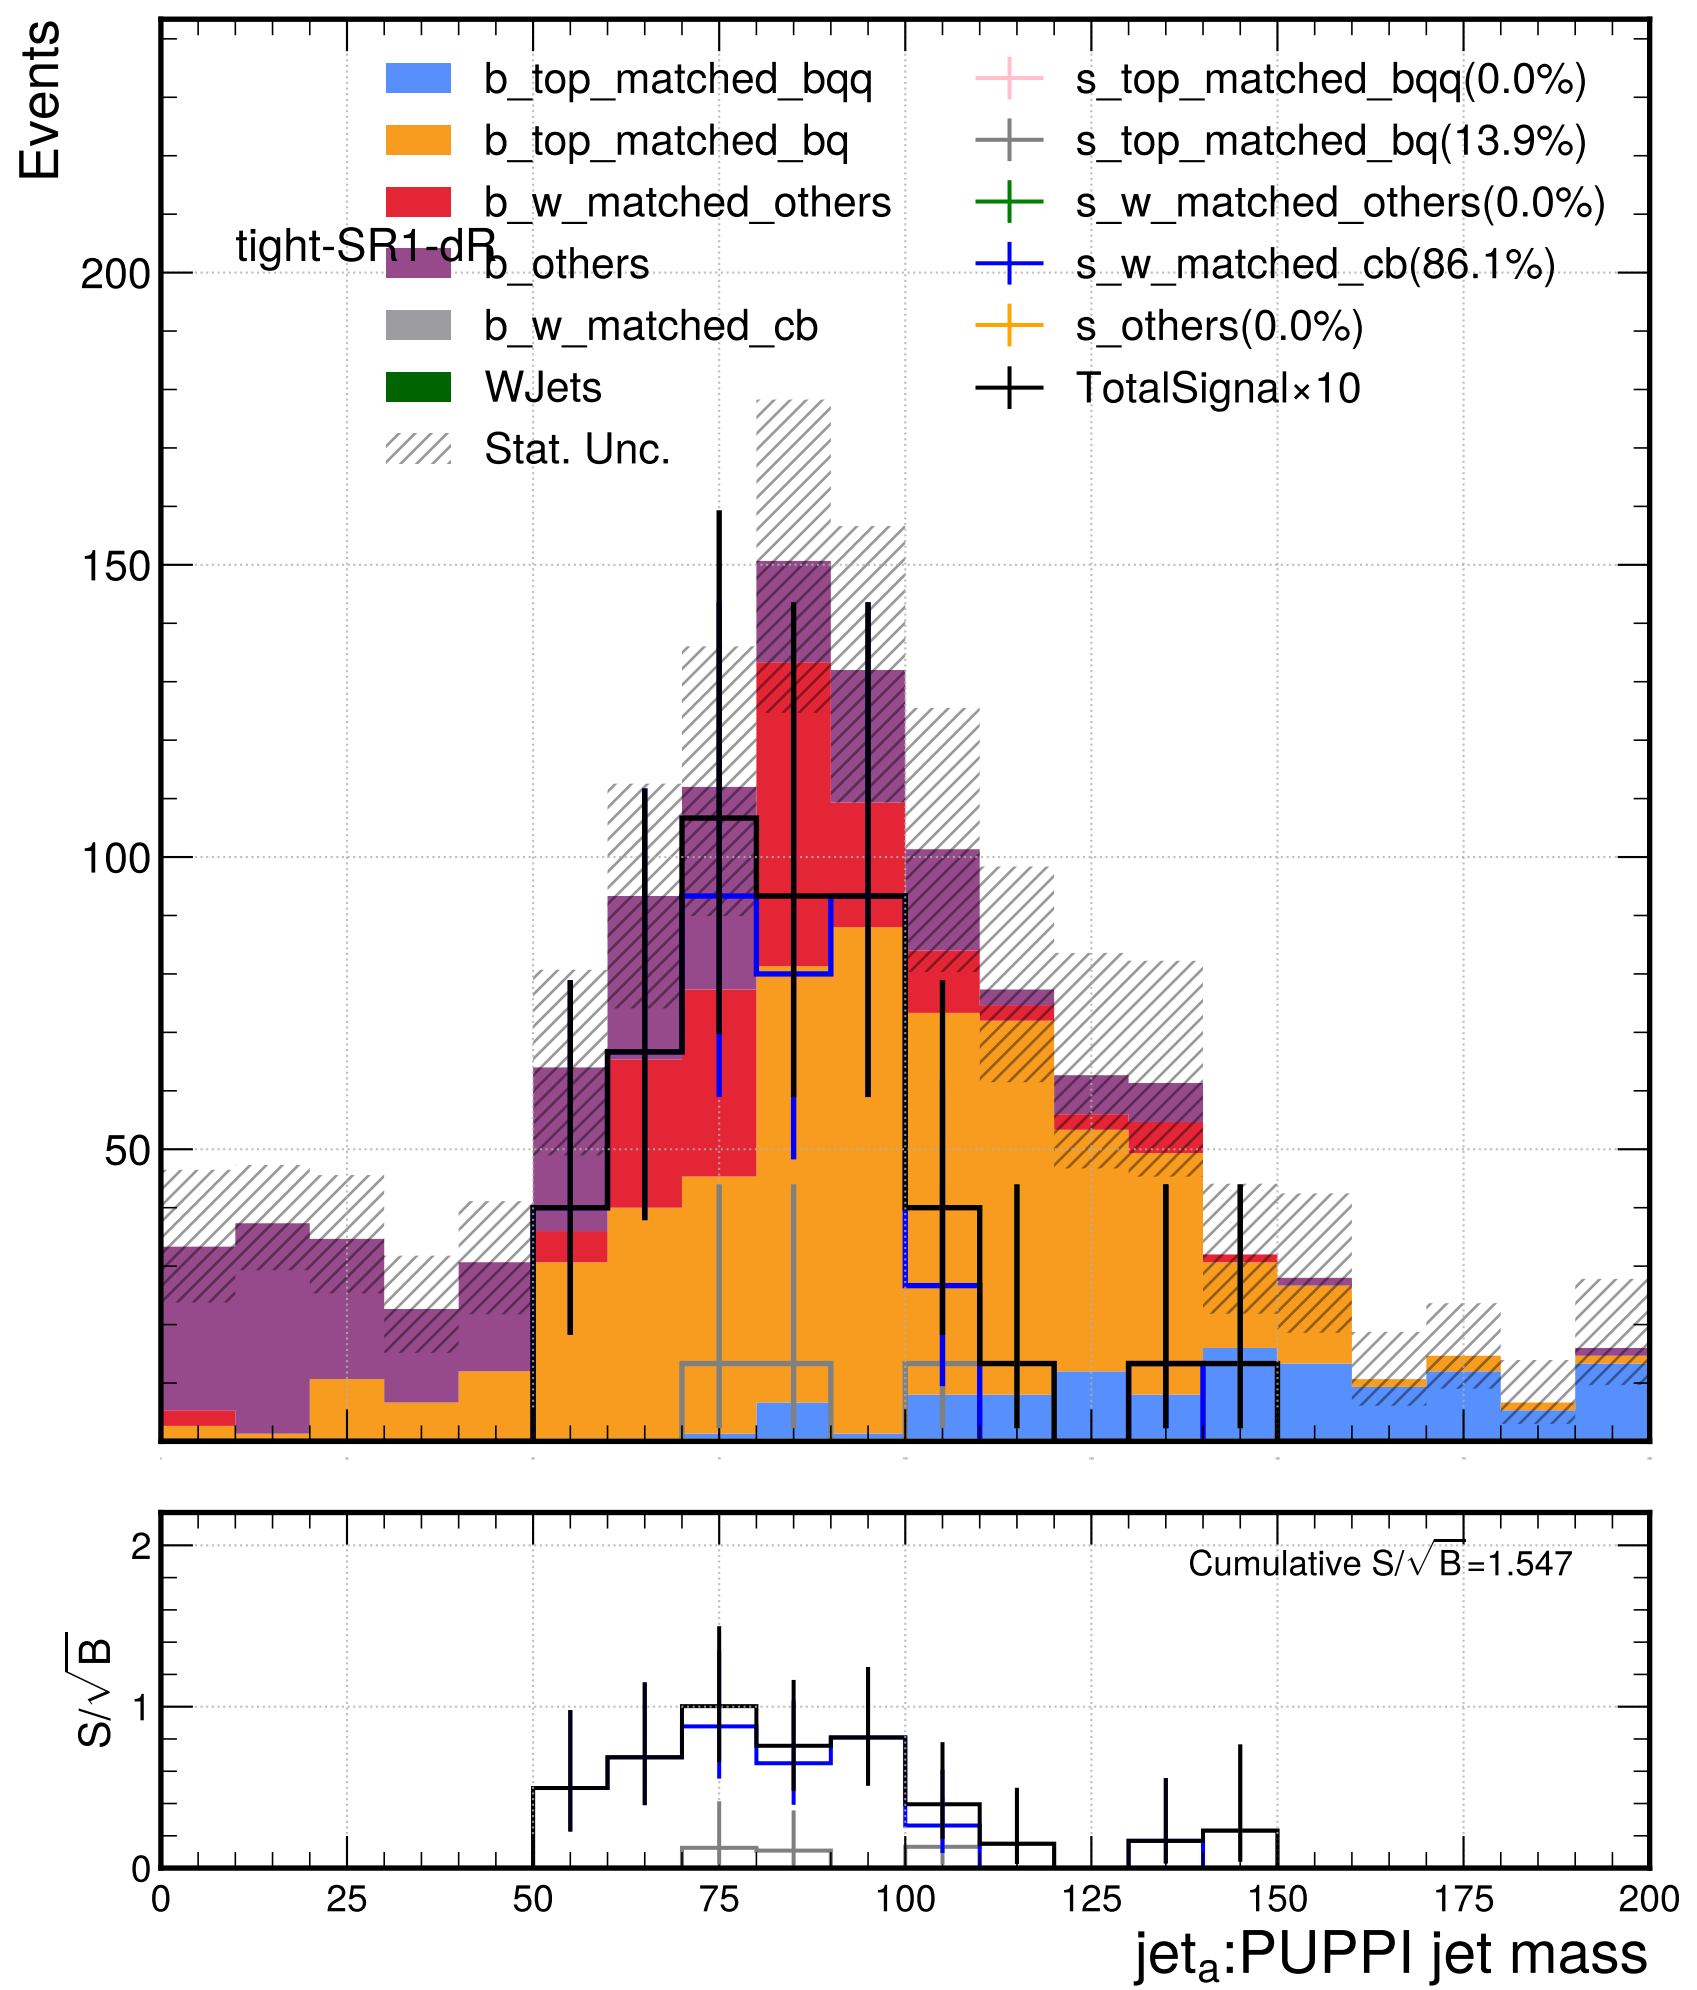 Events
b_top_matched_bqq
b_top_matched_bq
b_w_matched_others
tight-SR1-dR
b_others
b_w_matched_cb
WJets
Stat. Unc.
s_top_matched_bqq(0.0%)
s_top_matched_bq(13.9%)
s_w_matched_others(0.0%)
s_w_matched_cb(86.1%)
s_others(0.0%)
TotalSignal×10
200
150
100
50
Cumulative S/√B=1.547
S/√B
2
1
0
0 25 50 75 100 125 150 175 200
jetₐ:PUPPI jet mass